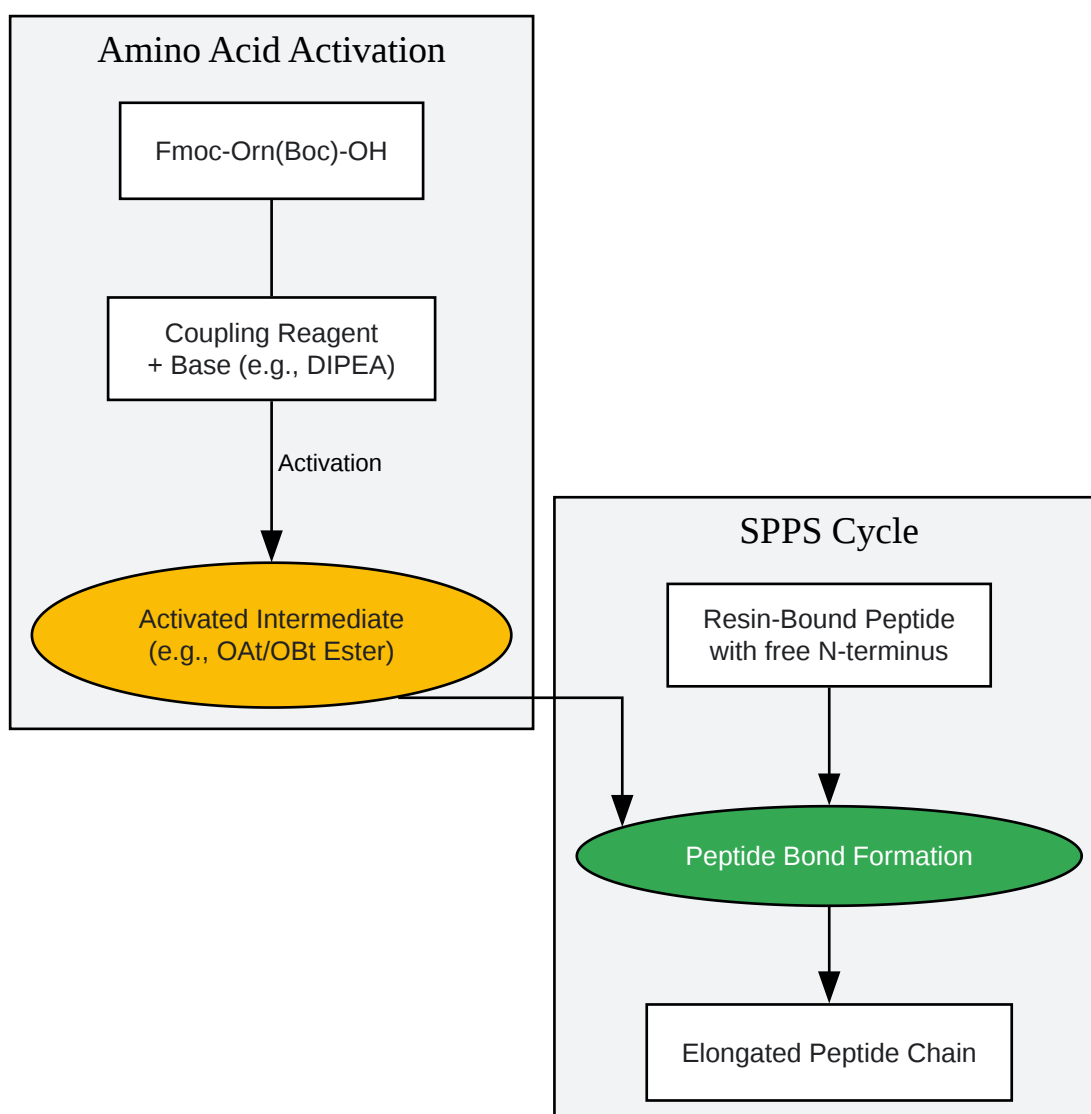 Amino Acid Activation
Fmoc-Orn(Boc)-OH
Coupling Reagent
+ Base (e.g., DIPEA)
Activation
Activated Intermediate
(e.g., OAt/OBt Ester)
SPPS Cycle
Resin-Bound Peptide
with free N-terminus
Peptide Bond Formation
Elongated Peptide Chain